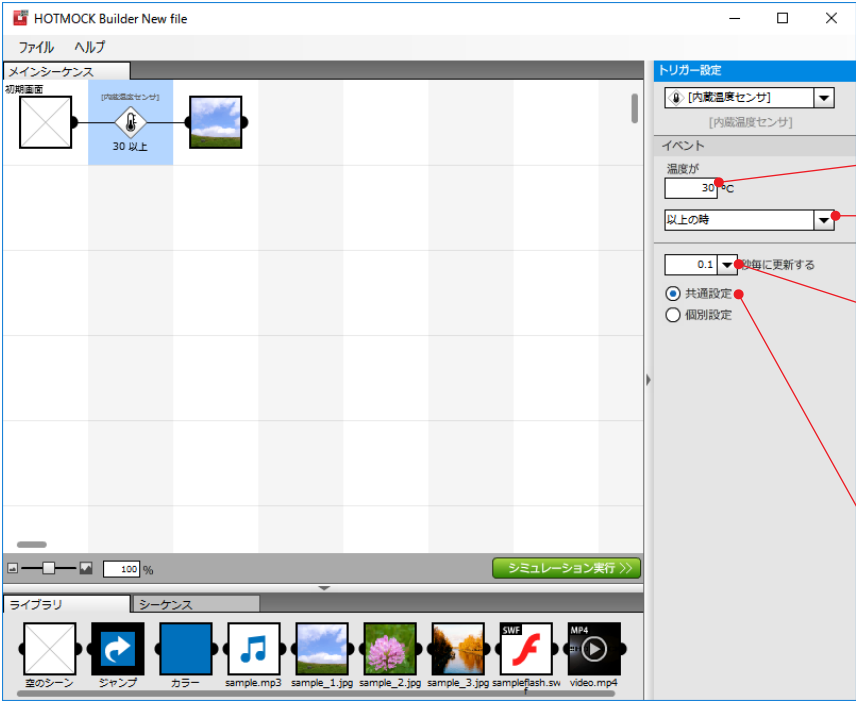 HOTMOCK Builder New file
ファイル ヘルプ
メインシーケンス
初期画面
[内蔵温度センサ]
30 以上
100 %
シミュレーション実行
ライブラリ
シーケンス
空のシーン
ジャンプ
カラー
sample.mp3
sample_1.jpg
sample_2.jpg
sample_3.jpg
SWF
sampleflash.sw
f
MP4
video.mp4
トリガー設定
[内蔵温度センサ]
[内蔵温度センサ]
イベント
温度が
30 °C
以上の時
0.1 秒毎に更新する
共通設定
個別設定